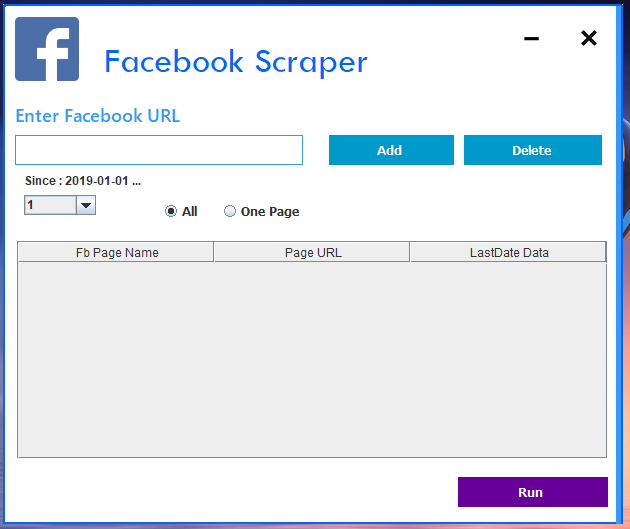 Facebook Scraper
Enter Facebook URL
Add Delete
Since : 2019-01-01 ...
1 All One Page
Fb Page Name Page URL LastDate Data
Run